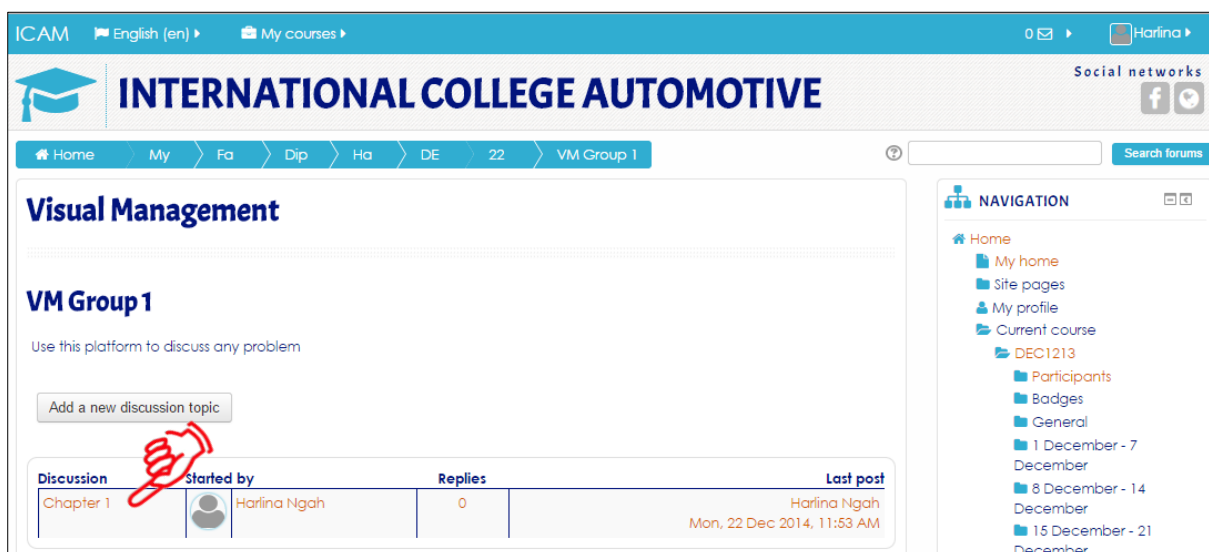 ICAM English (en) My courses 0 Harlina
INTERNATIONAL COLLEGE AUTOMOTIVE
Social networks
Home My Fa Dip Ha DE 22 VM Group 1
Search forums
Visual Management
VM Group 1
Use this platform to discuss any problem
Add a new discussion topic
Discussion Started by Replies Last post
Chapter 1 Harlina Ngah 0 Harlina Ngah
Mon, 22 Dec 2014, 11:53 AM
NAVIGATION
Home
My home
Site pages
My profile
Current course
DEC1213
Participants
Badges
General
1 December - 7
December
8 December - 14
December
15 December - 21
December